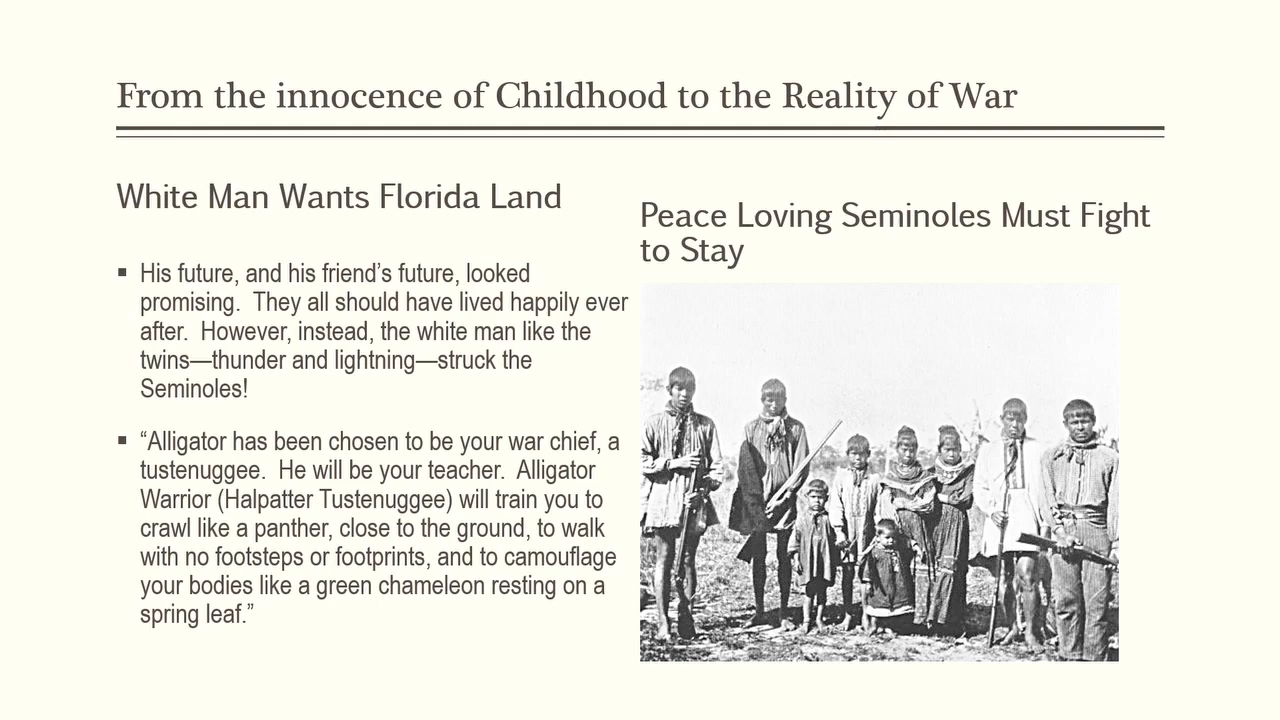 From the innocence of Childhood to the Reality of War
White Man Wants Florida Land
▪ His future, and his friend’s future, looked
promising.  They all should have lived happily ever
after.  However, instead, the white man like the
twins—thunder and lightning—struck the
Seminoles!
▪ “Alligator has been chosen to be your war chief, a
tustenuggee.  He will be your teacher.  Alligator
Warrior (Halpatter Tustenuggee) will train you to
crawl like a panther, close to the ground, to walk
with no footsteps or footprints, and to camouflage
your bodies like a green chameleon resting on a
spring leaf.”
Peace Loving Seminoles Must Fight
to Stay